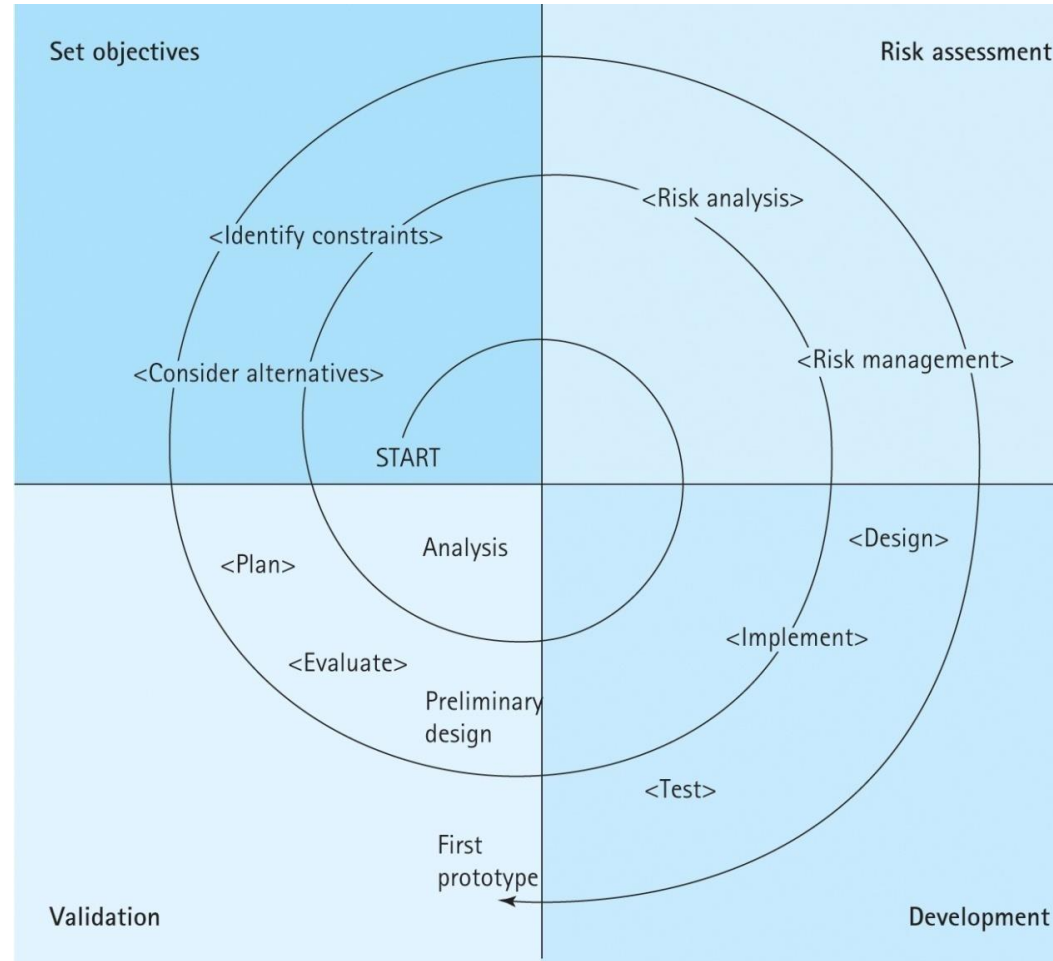 Set objectives
Risk assessment
<Risk analysis>
<Identify constraints>
<Risk management>
<Consider alternatives>
START
Analysis
<Design>
<Plan>
<Implement>
<Evaluate>
Preliminary
design
<Test>
First
prototype
Validation
Development